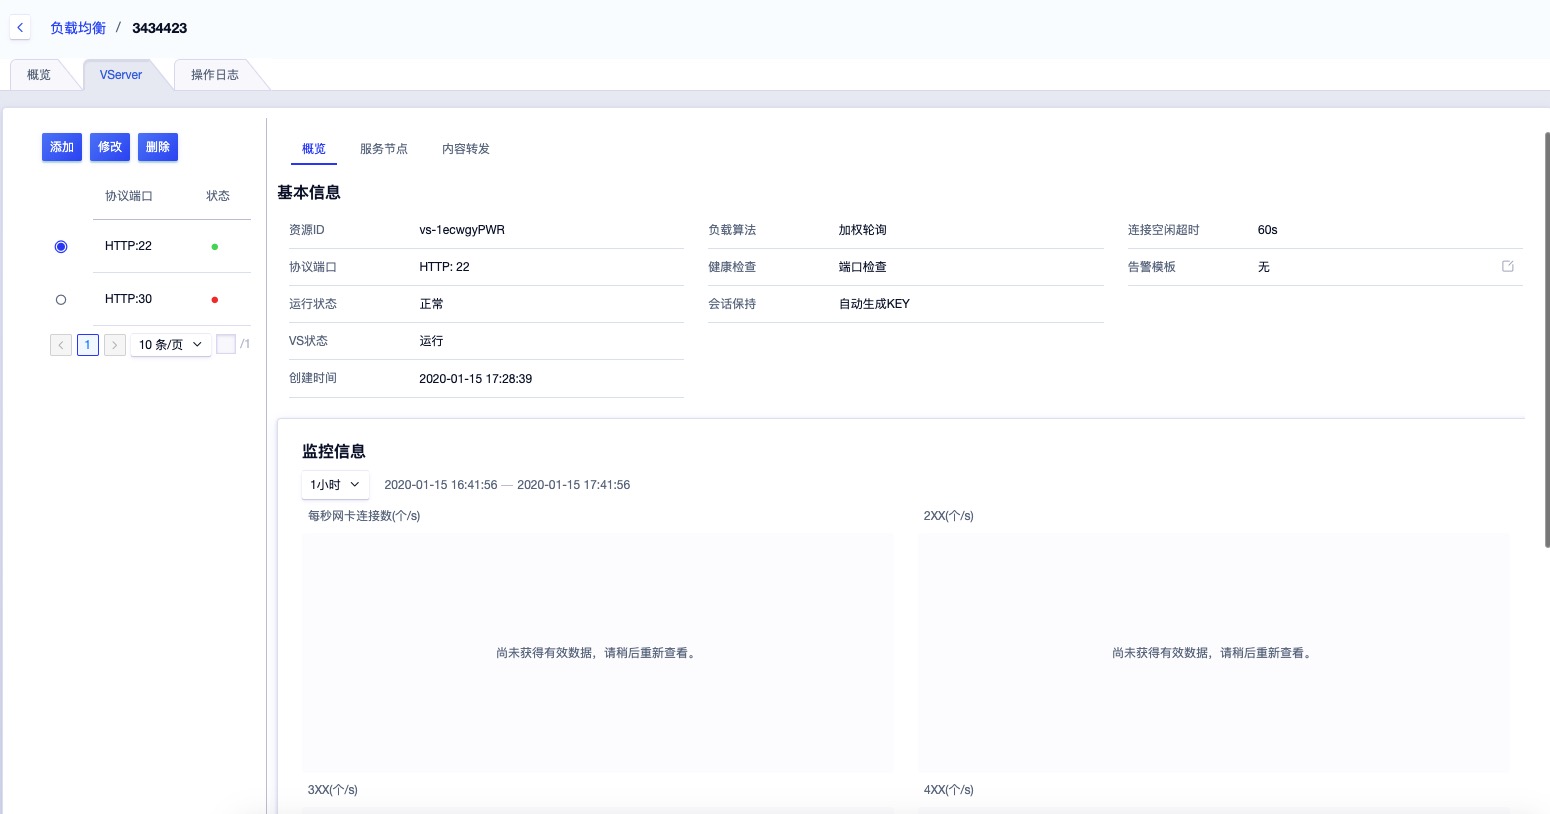 负载均衡 / 3434423
概览 VServer 操作日志
添加 修改 删除
协议端口 状态
HTTP:22
HTTP:30
1 10 条/页 /1
概览 服务节点 内容转发
基本信息
资源ID vs-1ecwgyPWR 负载算法 加权轮询 连接空闲超时 60s
协议端口 HTTP: 22 健康检查 端口检查 告警模板 无
运行状态 正常 会话保持 自动生成KEY
VS状态 运行
创建时间 2020-01-15 17:28:39
监控信息
1小时 2020-01-15 16:41:56 — 2020-01-15 17:41:56
每秒网卡连接数(个/s) 2XX(个/s)
尚未获得有效数据，请稍后重新查看。 尚未获得有效数据，请稍后重新查看。
3XX(个/s) 4XX(个/s)